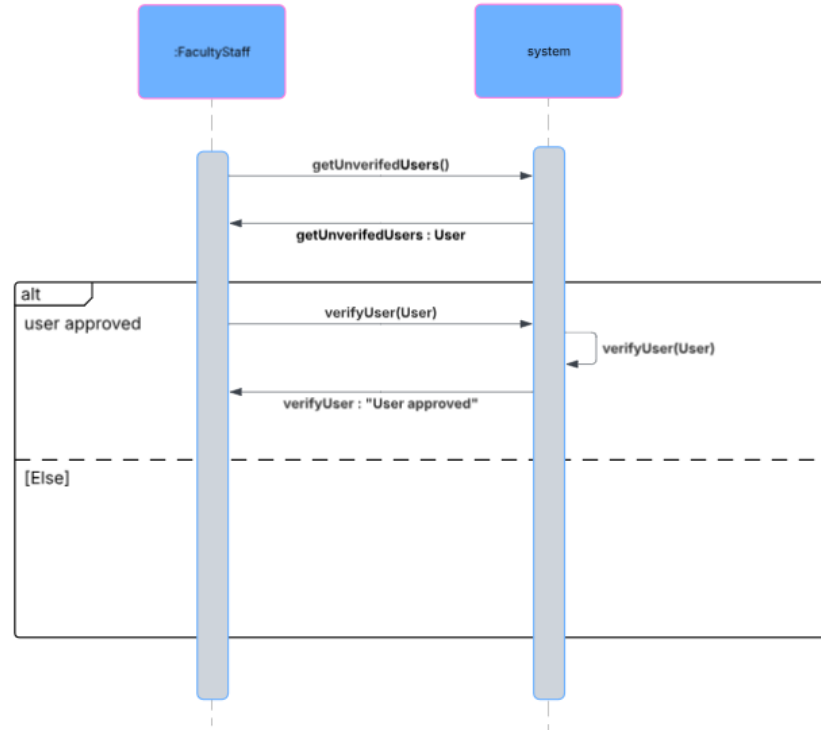 :FacultyStaff
system
getUnverifedUsers()
getUnverifedUsers : User
alt
user approved
verifyUser(User)
verifyUser(User)
verifyUser : "User approved"
[Else]